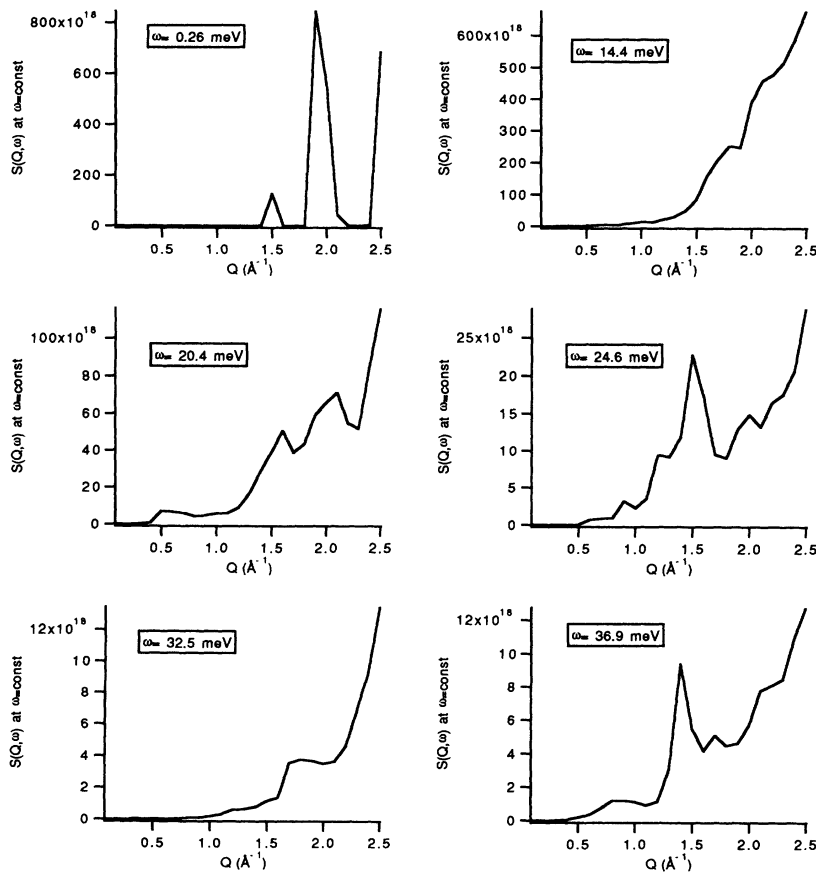 800x10¹⁸
600
400
200
0
S(Q,ω) at ω=const
ω= 0.26 meV
0.5
1.0
1.5
2.0
2.5
Q (Å⁻¹)
600x10¹⁸
500
400
300
200
100
0
S(Q,ω) at ω=const
ω= 14.4 meV
0.5
1.0
1.5
2.0
2.5
Q (Å⁻¹)
100x10¹⁸
80
60
40
20
0
S(Q,ω) at ω=const
ω= 20.4 meV
0.5
1.0
1.5
2.0
2.5
Q (Å⁻¹)
25x10¹⁸
20
15
10
5
0
S(Q,ω) at ω=const
ω= 24.6 meV
0.5
1.0
1.5
2.0
2.5
Q (Å⁻¹)
12x10¹⁸
10
8
6
4
2
0
S(Q,ω) at ω=const
ω= 32.5 meV
0.5
1.0
1.5
2.0
2.5
Q (Å⁻¹)
12x10¹⁸
10
8
6
4
2
0
S(Q,ω) at ω=const
ω= 36.9 meV
0.5
1.0
1.5
2.0
2.5
Q (Å⁻¹)